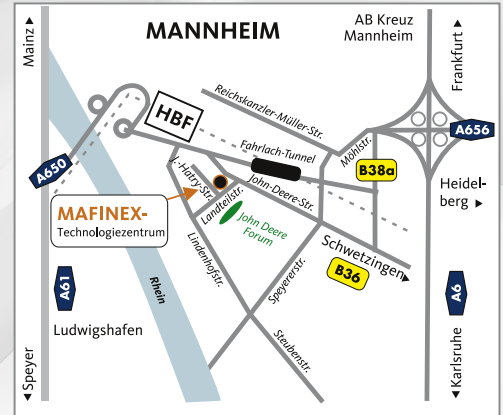 Mainz ▲
MANNHEIM
AB Kreuz
Mannheim
Frankfurt ▲
HBF
Reichskanzler-Müller-Str.
A656
A650
Fahrlach-Tunnel
Möhlstr.
B38a
J.-Hatry-Str.
John-Deere-Str.
Heidel-
berg ▶
MAFINEX-
Technologiezentrum
Landteilstr.
John Deere
Forum
Schwetzingen
B36
Lindenhofstr.
Speyererstr.
A61
Rhein
A6
Ludwigshafen
Steubenstr.
◀Speyer
◀Karlsruhe